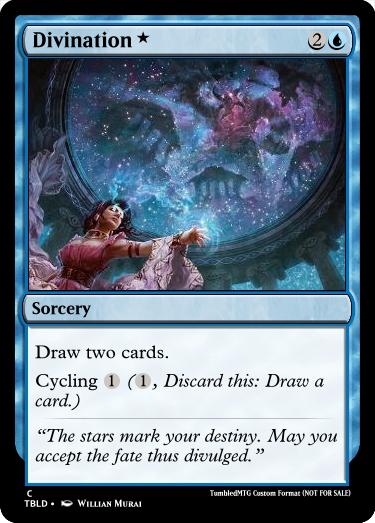 Divination ★ 2
Sorcery
Draw two cards.
Cycling 1 (1, Discard this: Draw a
card.)
"The stars mark your destiny. May you
accept the fate thus divulged."
C
TumbledMTG Custom Format (NOT FOR SALE)
TBLD • Willian Murai